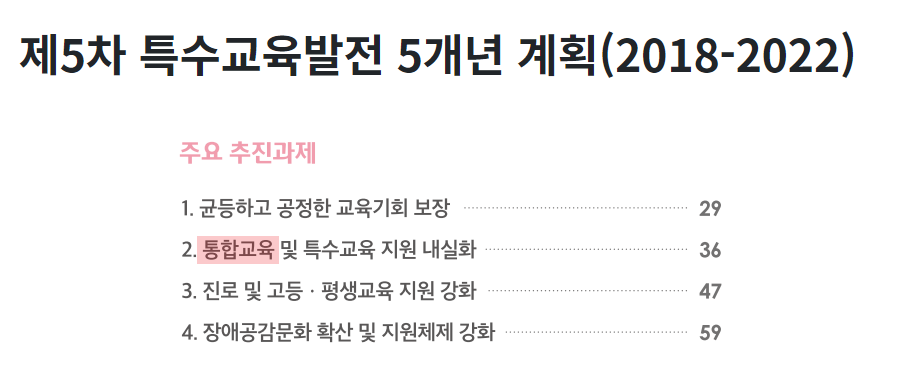 제5차 특수교육발전 5개년 계획(2018-2022)
주요 추진과제
1. 균등하고 공정한 교육기회 보장 29
2. 통합교육 및 특수교육 지원 내실화 36
3. 진로 및 고등 · 평생교육 지원 강화 47
4. 장애공감문화 확산 및 지원체제 강화 59